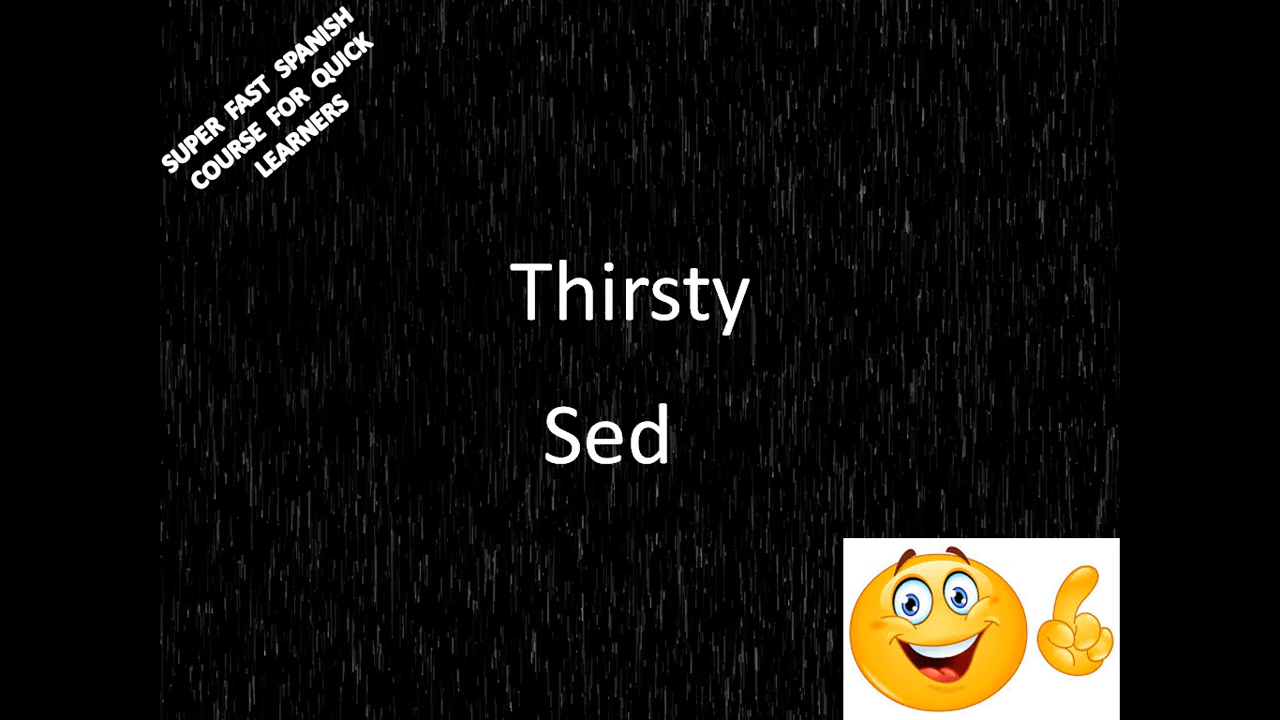 SUPER FAST SPANISH
COURSE FOR QUICK
LEARNERS
Thirsty
Sed